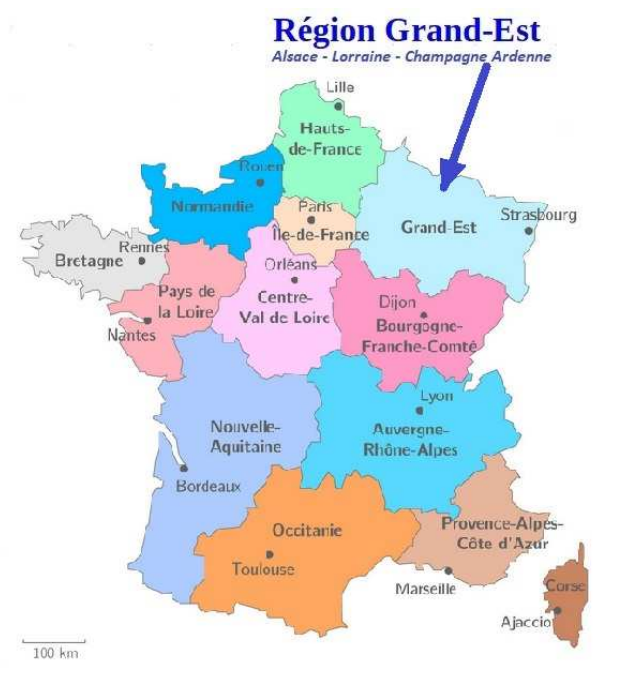 Région Grand-Est
Alsace - Lorraine - Champagne Ardenne
Lille
Hauts-
de-France
Rouen
Normandie
Paris
Île-de-France
Grand-Est
Strasbourg
Rennes
Bretagne
Orléans
Pays de
la Loire
Centre-
Val de Loire
Dijon
Bourgogne-
Franche-Comté
Nantes
Lyon
Nouvelle-
Aquitaine
Auvergne-
Rhône-Alpes
Bordeaux
Occitanie
Provence-Alpes-
Côte d'Azur
Toulouse
Marseille
Corse
Ajaccio
100 km